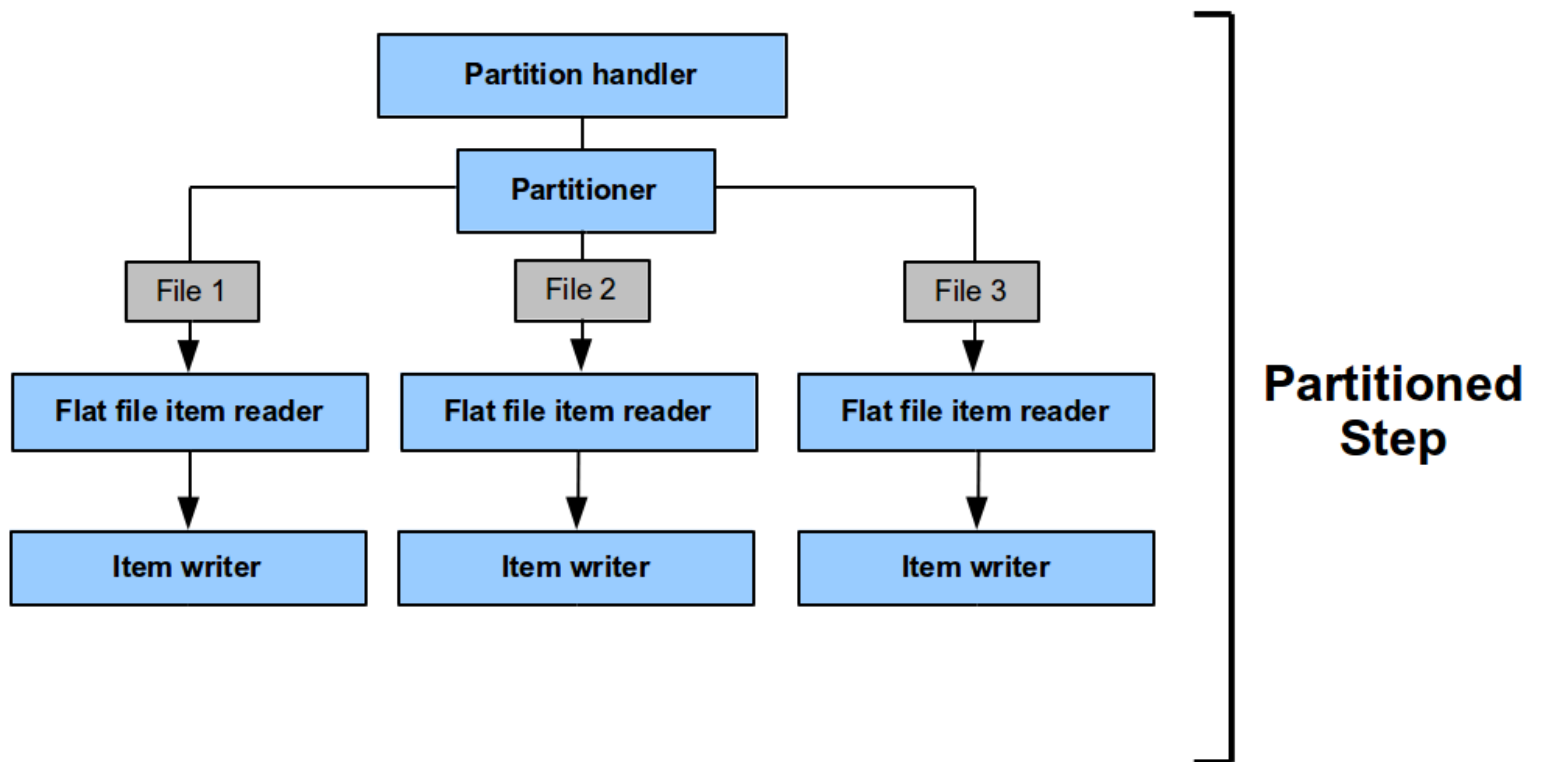 Partition handler
Partitioner
File 1
File 2
File 3
Flat file item reader
Flat file item reader
Flat file item reader
Item writer
Item writer
Item writer
Partitioned
Step